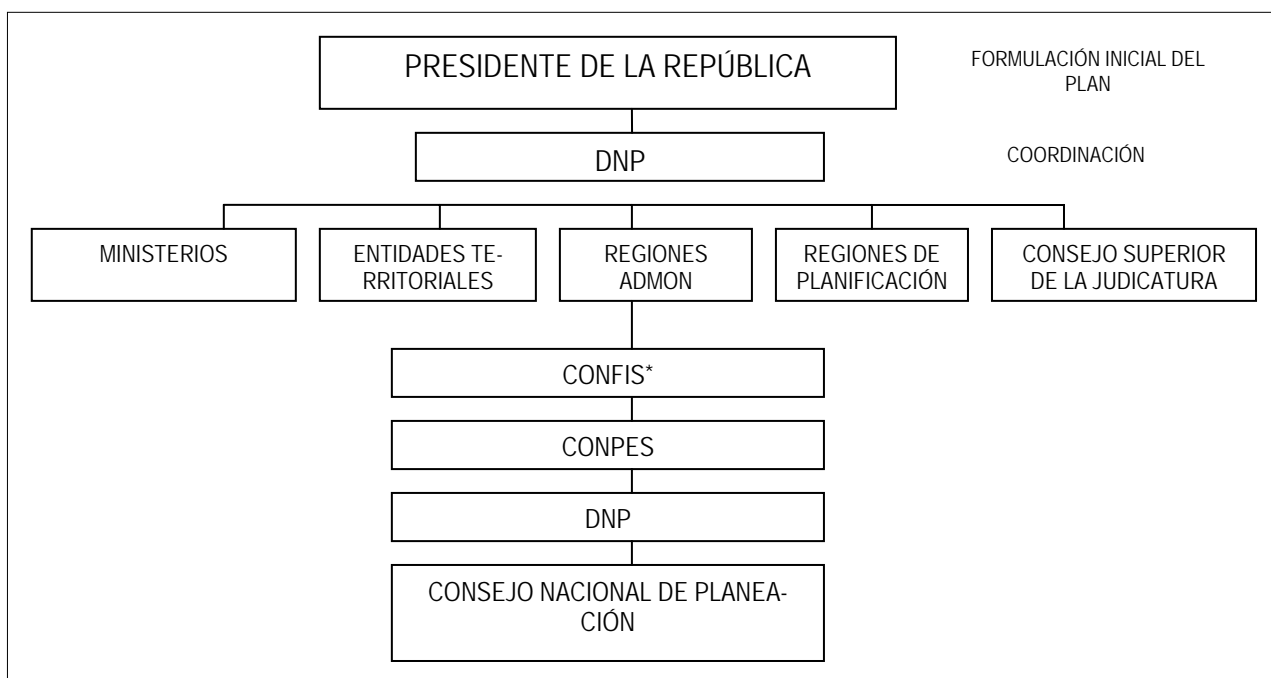 PRESIDENTE DE LA REPÚBLICA
FORMULACIÓN INICIAL DEL
PLAN
DNP
COORDINACIÓN
MINISTERIOS
ENTIDADES TE-
RRITORIALES
REGIONES
ADMON
REGIONES DE
PLANIFICACIÓN
CONSEJO SUPERIOR
DE LA JUDICATURA
CONFIS*
CONPES
DNP
CONSEJO NACIONAL DE PLANEA-
CIÓN